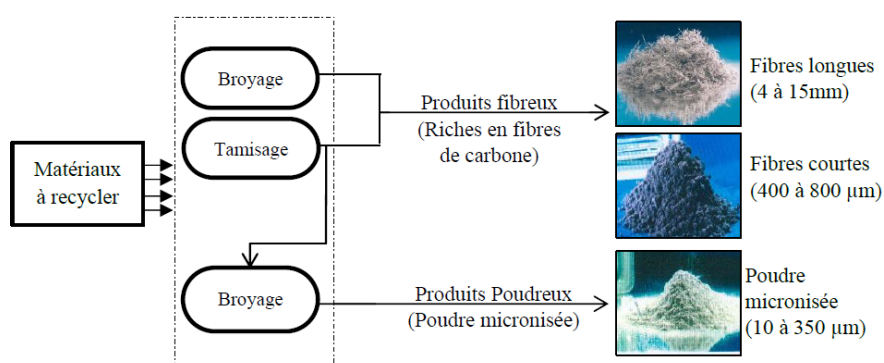 Matériaux
à recycler
Broyage
Tamisage
Broyage
Produits fibreux
(Riches en fibres
de carbone)
Produits Poudreux
(Poudre micronisée)
Fibres longues
(4 à 15mm)
Fibres courtes
(400 à 800 µm)
Poudre
micronisée
(10 à 350 µm)